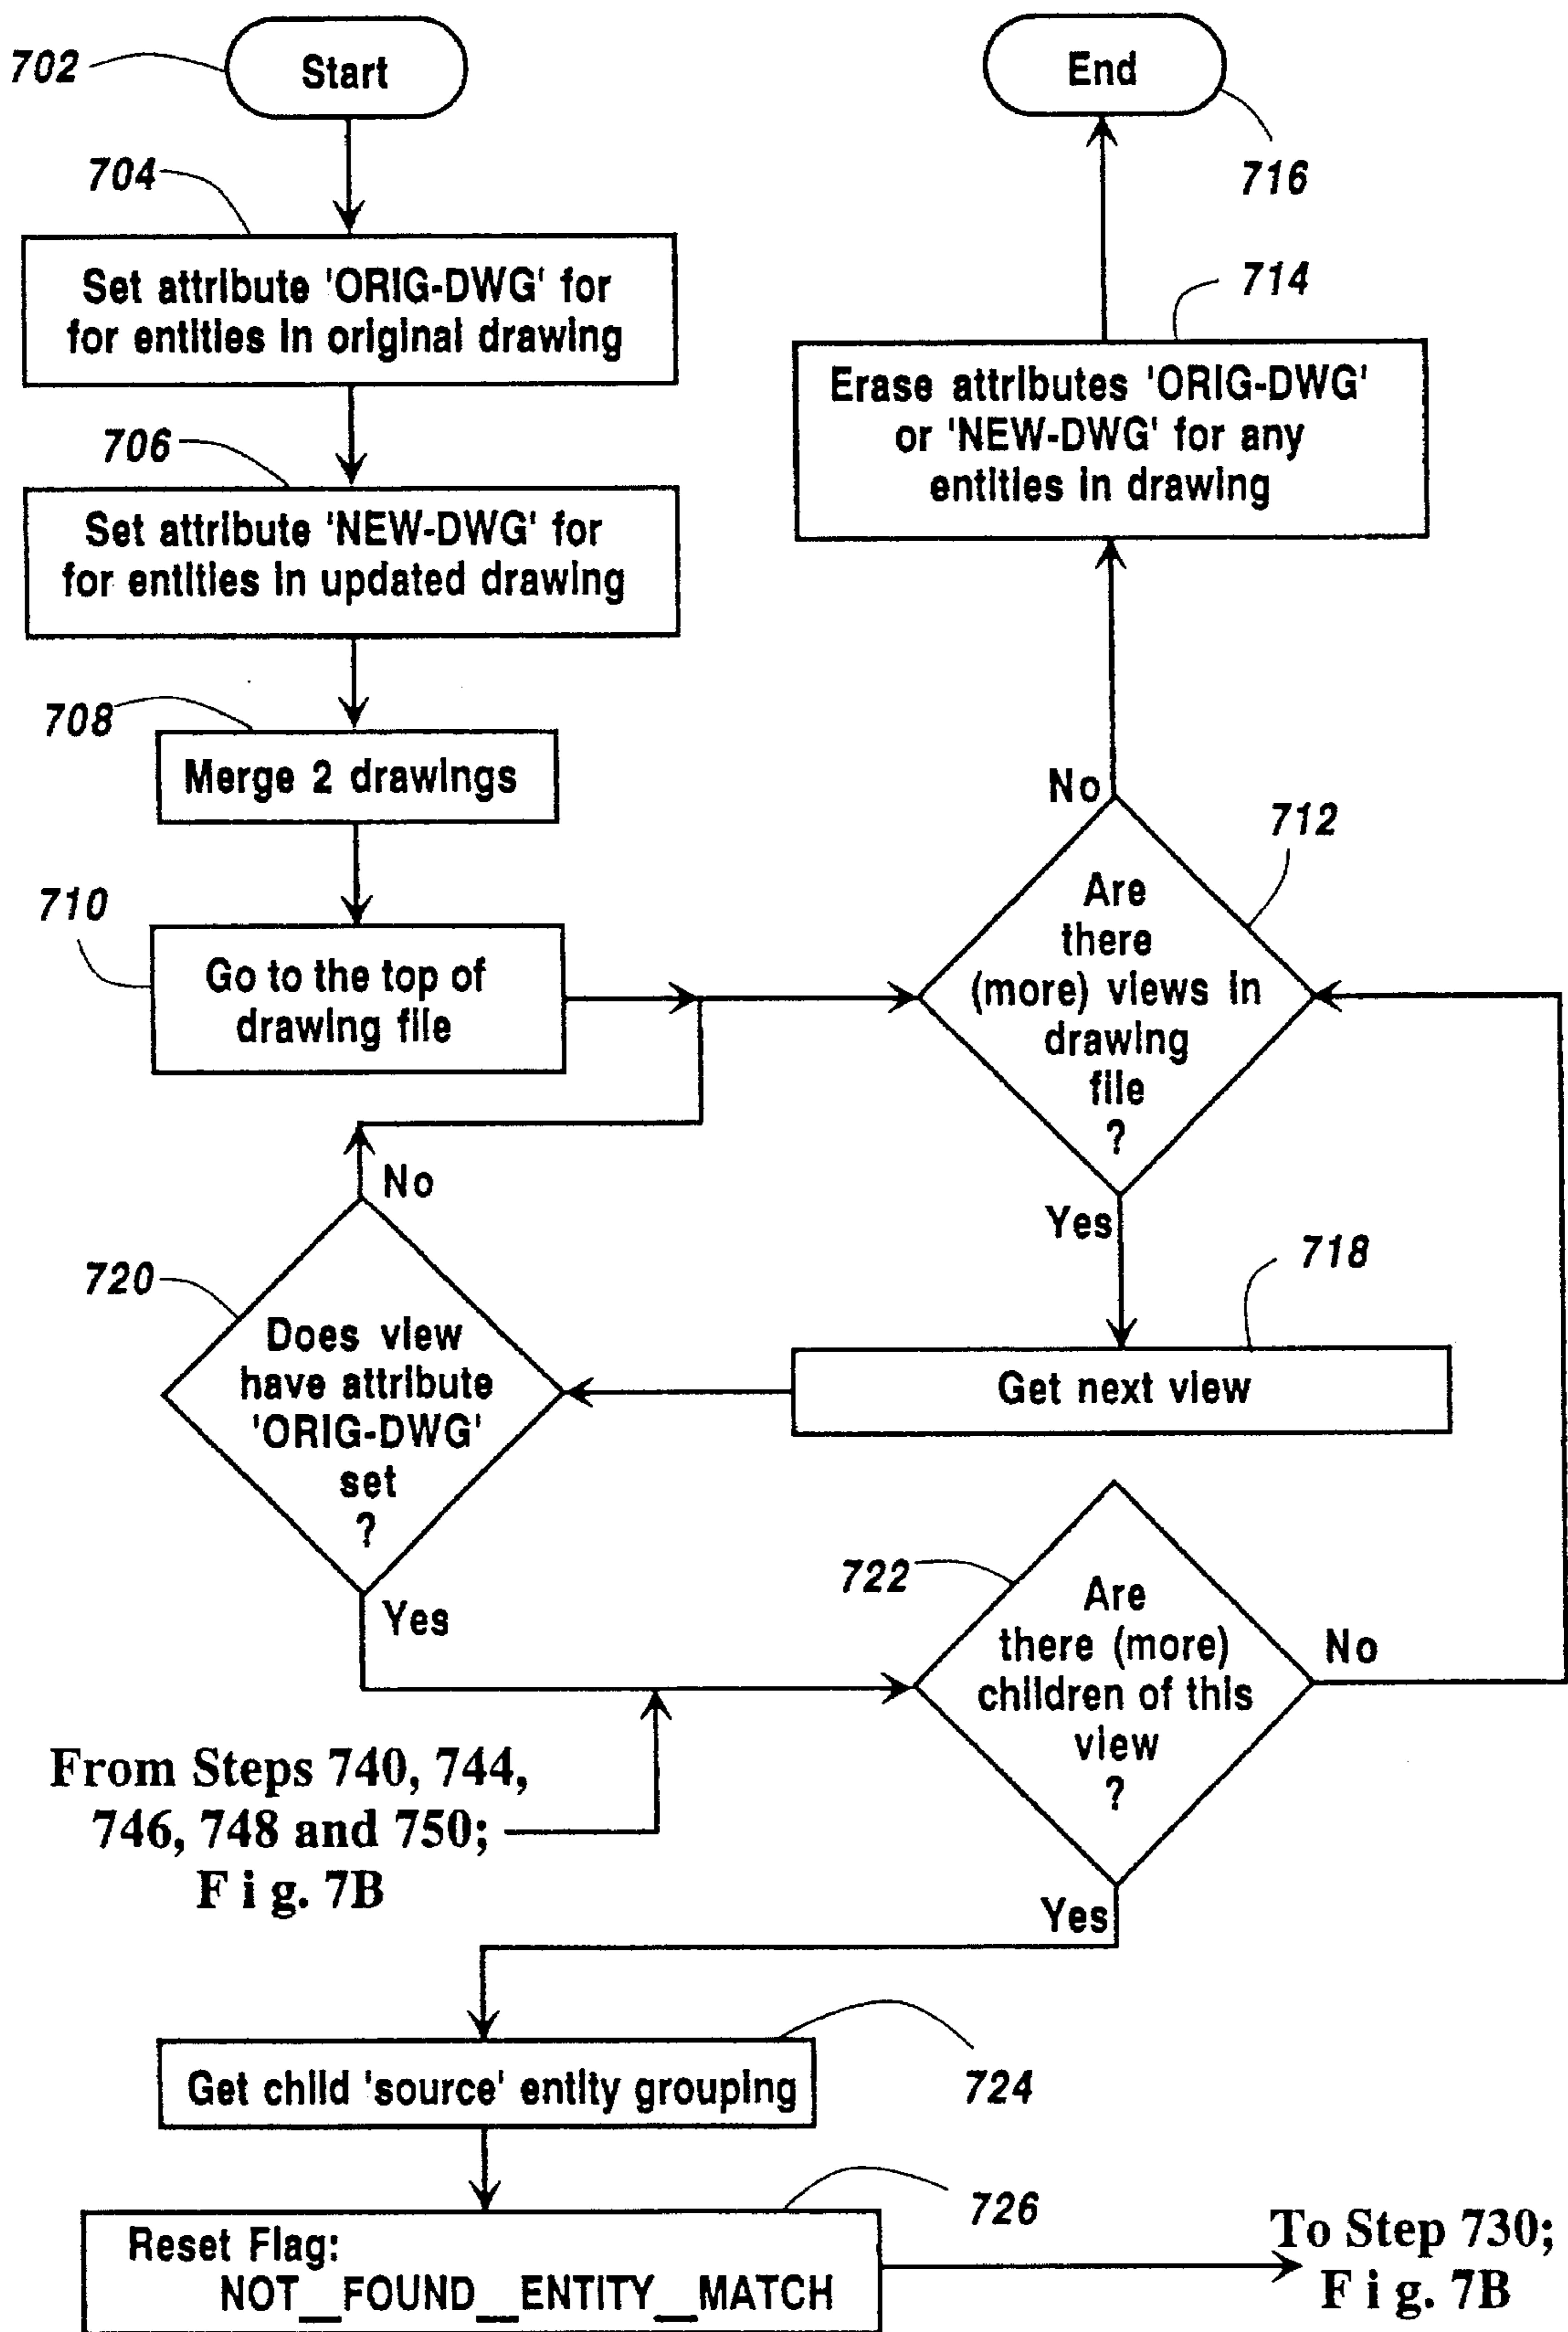 702
Start
704
Set attribute 'ORIG-DWG' for
for entities in original drawing
706
Set attribute 'NEW-DWG' for
for entities in updated drawing
708
Merge 2 drawings
710
Go to the top of
drawing file
End
716
714
Erase attributes 'ORIG-DWG'
or 'NEW-DWG' for any
entities in drawing
No
712
Are
there
(more) views in
drawing
file
?
Yes
718
Get next view
No
720
Does view
have attribute
'ORIG-DWG'
set
?
Yes
722
Are
there (more)
children of this
view
?
No
From Steps 740, 744,
746, 748 and 750;
F i g. 7B
Yes
Get child 'source' entity grouping
724
726
Reset Flag:
NOT__FOUND__ENTITY__MATCH
To Step 730;
F i g. 7B